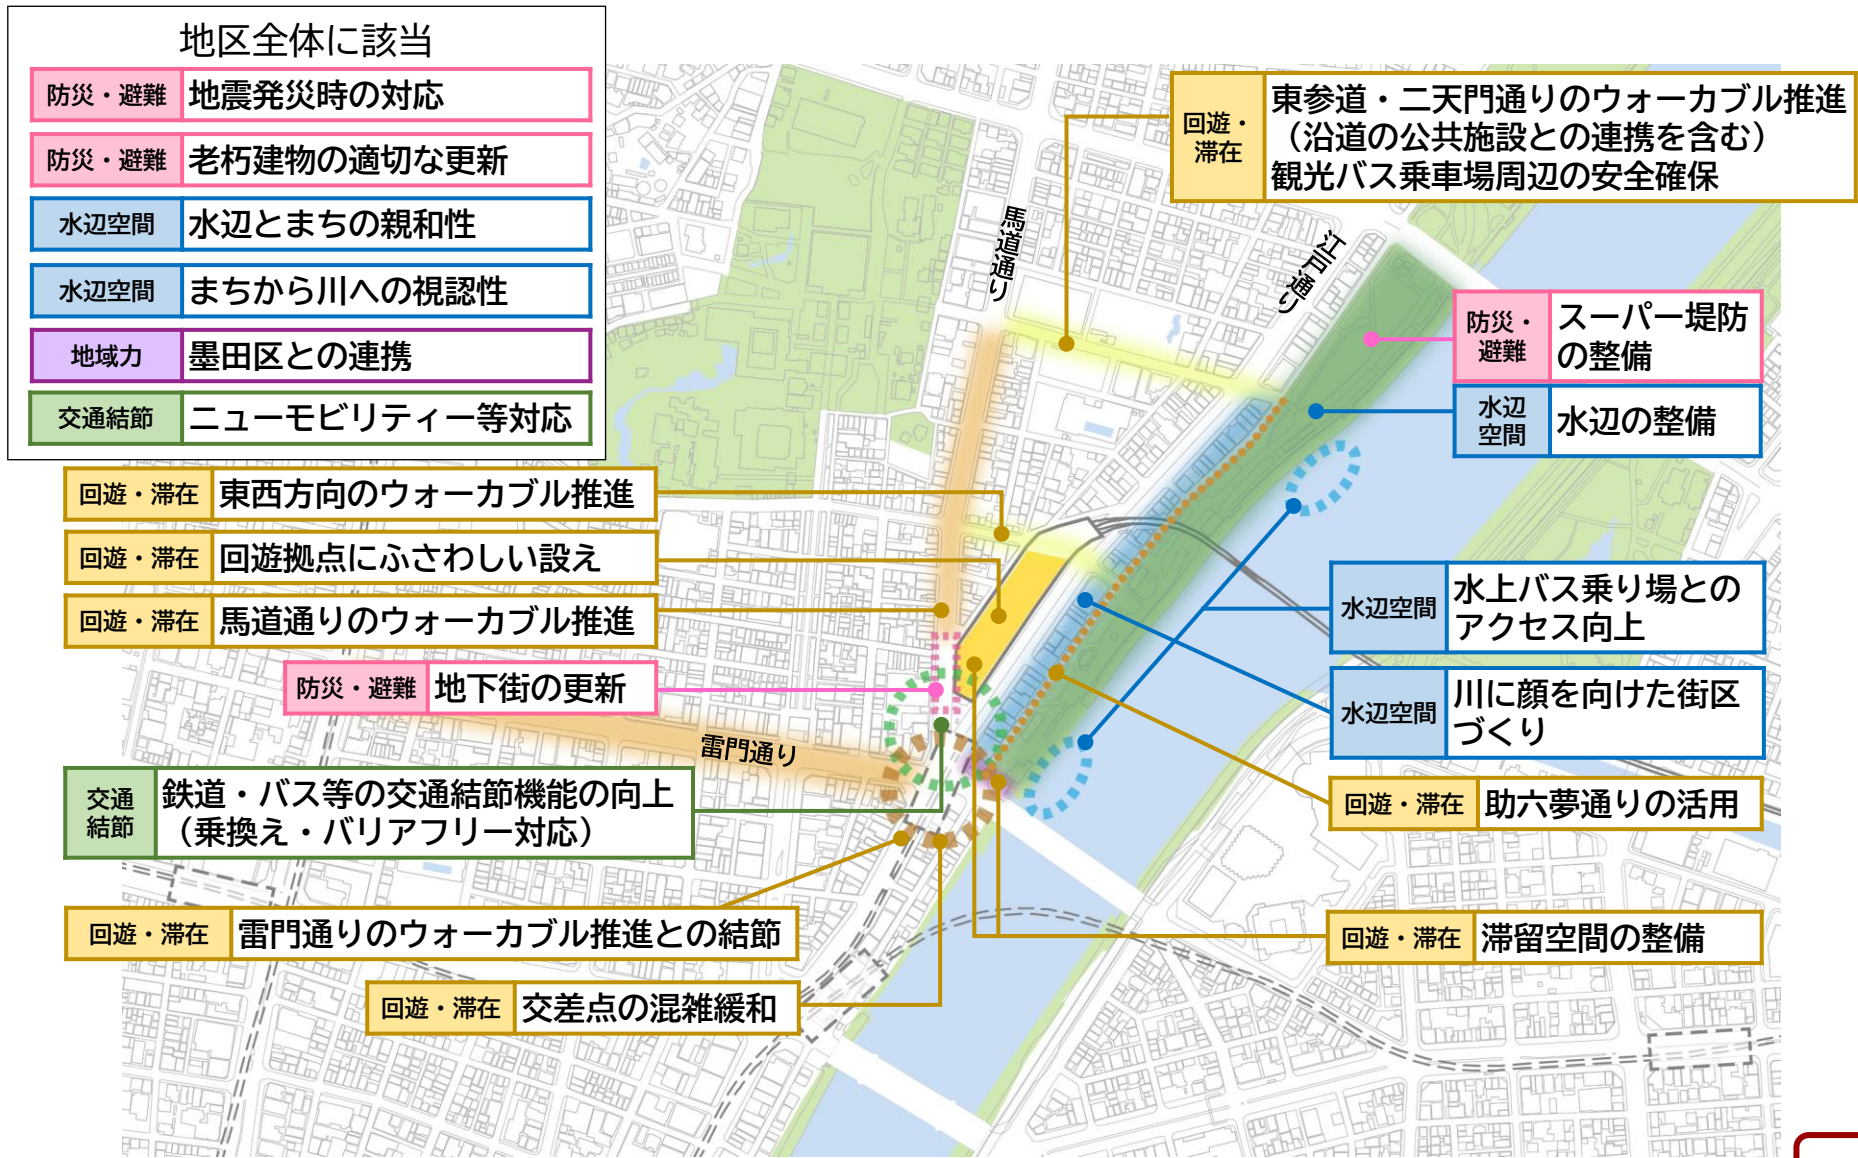 地区全体に該当
防災・避難 地震発災時の対応
防災・避難 老朽建物の適切な更新
水辺空間 水辺とまちの親和性
水辺空間 まちから川への視認性
地域力 墨田区との連携
交通結節 ニューモビリティー等対応
回遊・
滞在
東参道・二天門通りのウォーカブル推進
（沿道の公共施設との連携を含む）
観光バス乗車場周辺の安全確保
馬道通り
江戸通り
防災・
避難
スーパー堤防
の整備
水辺
空間
水辺の整備
回遊・滞在 東西方向のウォーカブル推進
回遊・滞在 回遊拠点にふさわしい設え
回遊・滞在 馬道通りのウォーカブル推進
防災・避難 地下街の更新
雷門通り
水辺空間
水上バス乗り場との
アクセス向上
水辺空間
川に顔を向けた街区
づくり
交通
結節
鉄道・バス等の交通結節機能の向上
（乗換え・バリアフリー対応）
回遊・滞在 助六夢通りの活用
回遊・滞在 雷門通りのウォーカブル推進との結節
回遊・滞在 滞留空間の整備
回遊・滞在 交差点の混雑緩和